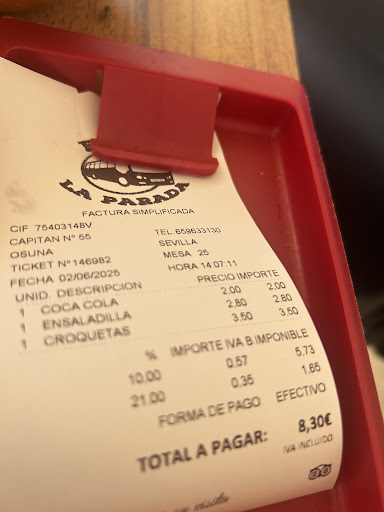 LA PARADA
FACTURA SIMPLIFICADA
CIF 75403148V TEL.659633130
CAPITAN Nº 55 SEVILLA
OSUNA MESA 25
TICKET Nº 146982 HORA 14:07:11
FECHA 02/06/2025
UNID. DESCRIPCION PRECIO IMPORTE
1 COCA COLA 2.00 2.00
1 ENSALADILLA 2.80 2.80
1 CROQUETAS 3.50 3.50
% IMPORTE IVA B.IMPONIBLE
10.00 0.57 5,73
21.00 0.35 1,65
FORMA DE PAGO EFECTIVO
TOTAL A PAGAR: 8,30€
IVA INCLUIDO
visita